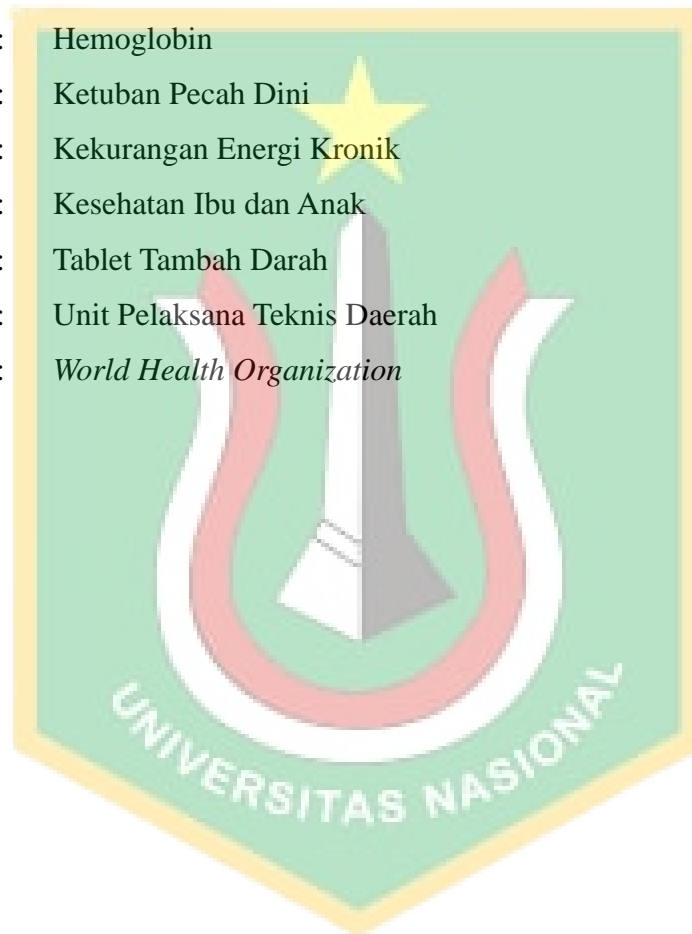 : Hemoglobin
: Ketuban Pecah Dini
: Kekurangan Energi Kronik
: Kesehatan Ibu dan Anak
: Tablet Tambah Darah
: Unit Pelaksana Teknis Daerah
: World Health Organization
UNIVERSITAS NASIONAL